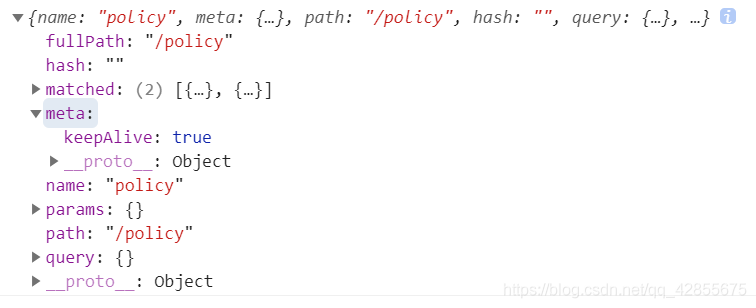 ▼{name: "policy", meta: {…}, path: "/policy", hash: "", query: {…}, …} i
fullPath: "/policy"
hash: ""
▶matched: (2) [{…}, {…}]
▼meta:
keepAlive: true
▶__proto__: Object
name: "policy"
▶params: {}
path: "/policy"
▶query: {}
▶__proto__: Object
https://blog.csdn.net/qq_42855675